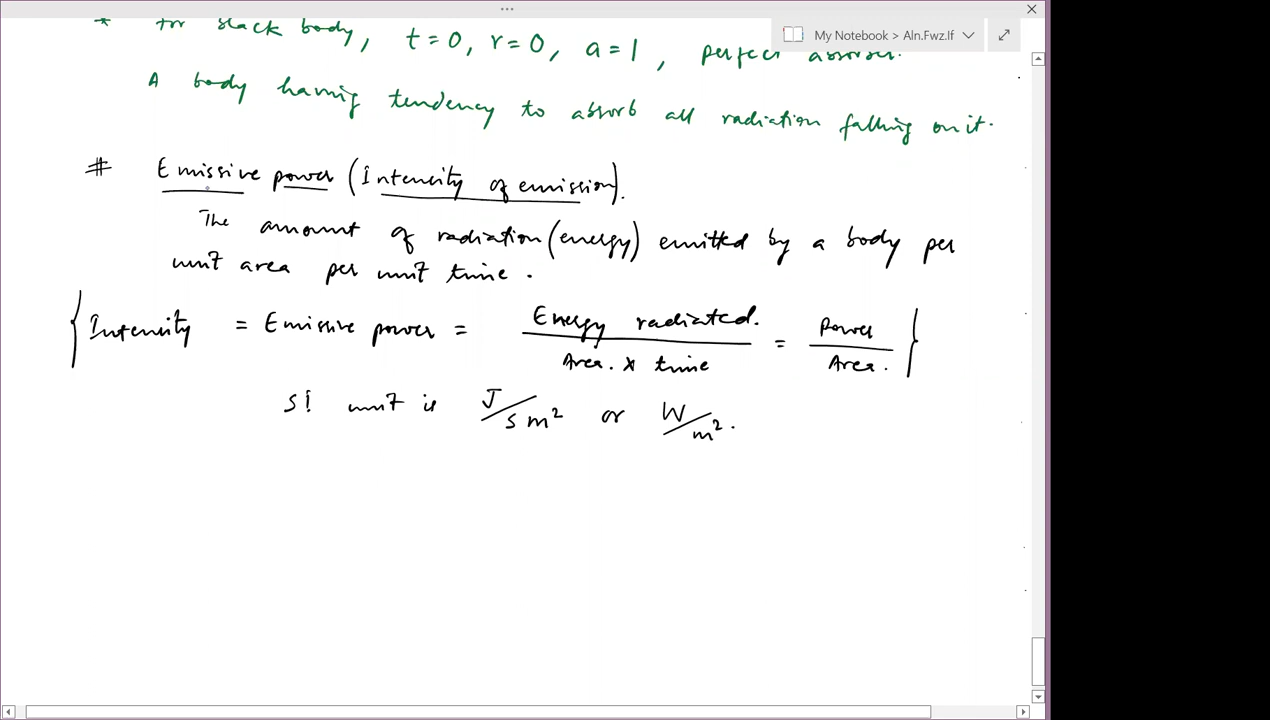 My Notebook > Aln.Fwz.lf
* for black body, t = 0, r = 0, a = 1, perfect absorber.
A body having tendency to absorb all radiation falling on it.
# Emissive power (Intencity of emission).
The amount of radiation (energy) emitted by a body per
unit area per unit time.
{ Intencity = Emissive power = Energy radiated. / Area. x time = Power / Area. }
SI unit is J/s m² or W/m².